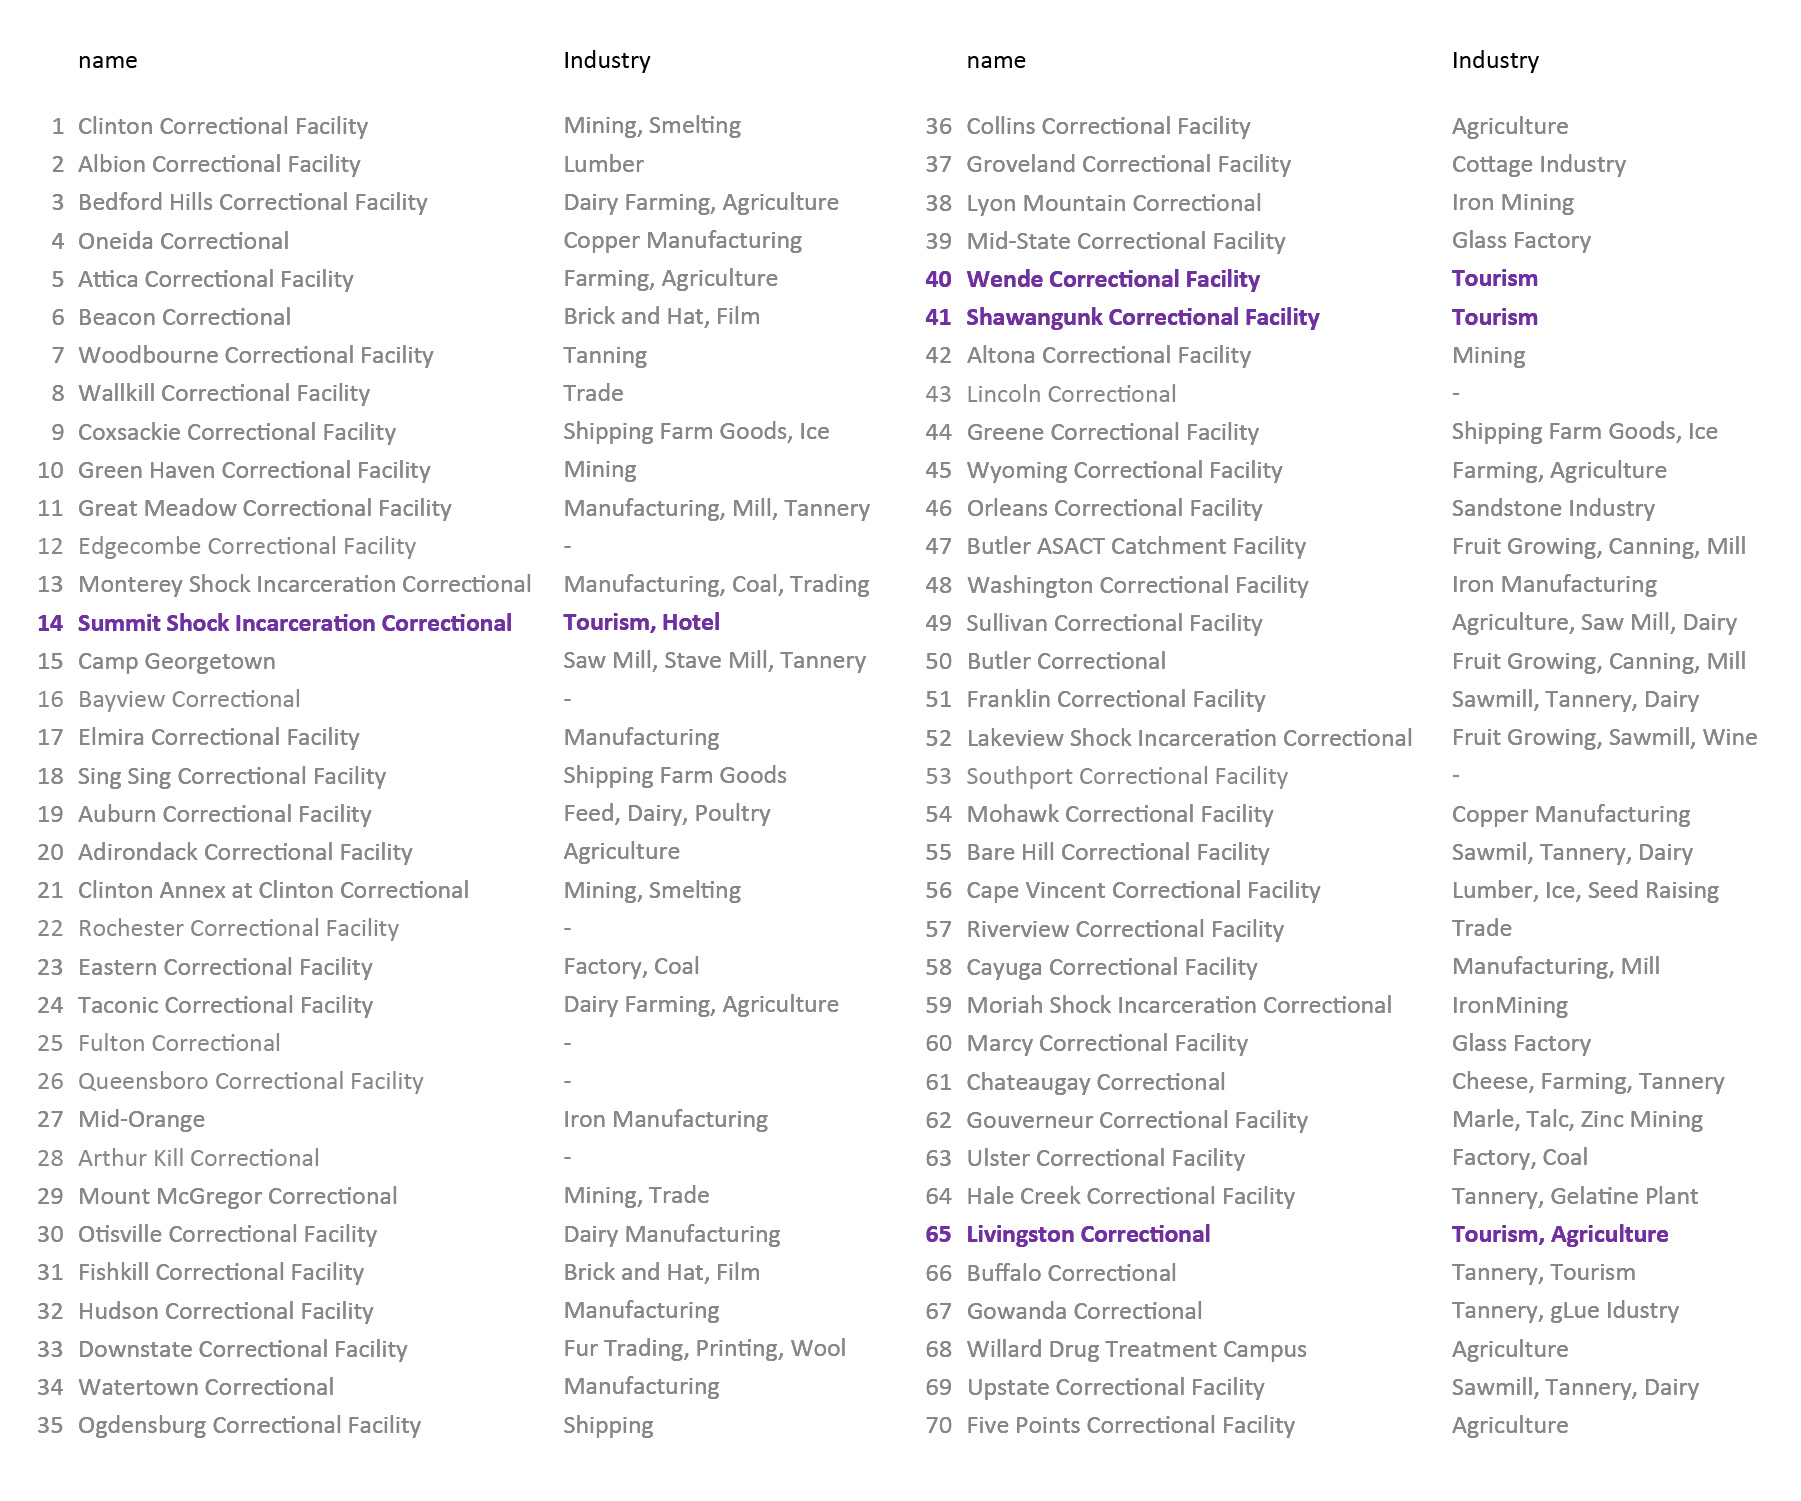 name Industry
1 Clinton Correctional Facility Mining, Smelting
2 Albion Correctional Facility Lumber
3 Bedford Hills Correctional Facility Dairy Farming, Agriculture
4 Oneida Correctional Copper Manufacturing
5 Attica Correctional Facility Farming, Agriculture
6 Beacon Correctional Brick and Hat, Film
7 Woodbourne Correctional Facility Tanning
8 Wallkill Correctional Facility Trade
9 Coxsackie Correctional Facility Shipping Farm Goods, Ice
10 Green Haven Correctional Facility Mining
11 Great Meadow Correctional Facility Manufacturing, Mill, Tannery
12 Edgecombe Correctional Facility -
13 Monterey Shock Incarceration Correctional Manufacturing, Coal, Trading
14 Summit Shock Incarceration Correctional Tourism, Hotel
15 Camp Georgetown Saw Mill, Stave Mill, Tannery
16 Bayview Correctional -
17 Elmira Correctional Facility Manufacturing
18 Sing Sing Correctional Facility Shipping Farm Goods
19 Auburn Correctional Facility Feed, Dairy, Poultry
20 Adirondack Correctional Facility Agriculture
21 Clinton Annex at Clinton Correctional Mining, Smelting
22 Rochester Correctional Facility -
23 Eastern Correctional Facility Factory, Coal
24 Taconic Correctional Facility Dairy Farming, Agriculture
25 Fulton Correctional -
26 Queensboro Correctional Facility -
27 Mid-Orange Iron Manufacturing
28 Arthur Kill Correctional -
29 Mount McGregor Correctional Mining, Trade
30 Otisville Correctional Facility Dairy Manufacturing
31 Fishkill Correctional Facility Brick and Hat, Film
32 Hudson Correctional Facility Manufacturing
33 Downstate Correctional Facility Fur Trading, Printing, Wool
34 Watertown Correctional Manufacturing
35 Ogdensburg Correctional Facility Shipping
name Industry
36 Collins Correctional Facility Agriculture
37 Groveland Correctional Facility Cottage Industry
38 Lyon Mountain Correctional Iron Mining
39 Mid-State Correctional Facility Glass Factory
40 Wende Correctional Facility Tourism
41 Shawangunk Correctional Facility Tourism
42 Altona Correctional Facility Mining
43 Lincoln Correctional -
44 Greene Correctional Facility Shipping Farm Goods, Ice
45 Wyoming Correctional Facility Farming, Agriculture
46 Orleans Correctional Facility Sandstone Industry
47 Butler ASACT Catchment Facility Fruit Growing, Canning, Mill
48 Washington Correctional Facility Iron Manufacturing
49 Sullivan Correctional Facility Agriculture, Saw Mill, Dairy
50 Butler Correctional Fruit Growing, Canning, Mill
51 Franklin Correctional Facility Sawmill, Tannery, Dairy
52 Lakeview Shock Incarceration Correctional Fruit Growing, Sawmill, Wine
53 Southport Correctional Facility -
54 Mohawk Correctional Facility Copper Manufacturing
55 Bare Hill Correctional Facility Sawmil, Tannery, Dairy
56 Cape Vincent Correctional Facility Lumber, Ice, Seed Raising
57 Riverview Correctional Facility Trade
58 Cayuga Correctional Facility Manufacturing, Mill
59 Moriah Shock Incarceration Correctional IronMining
60 Marcy Correctional Facility Glass Factory
61 Chateaugay Correctional Cheese, Farming, Tannery
62 Gouverneur Correctional Facility Marle, Talc, Zinc Mining
63 Ulster Correctional Facility Factory, Coal
64 Hale Creek Correctional Facility Tannery, Gelatine Plant
65 Livingston Correctional Tourism, Agriculture
66 Buffalo Correctional Tannery, Tourism
67 Gowanda Correctional Tannery, gLue Idustry
68 Willard Drug Treatment Campus Agriculture
69 Upstate Correctional Facility Sawmill, Tannery, Dairy
70 Five Points Correctional Facility Agriculture